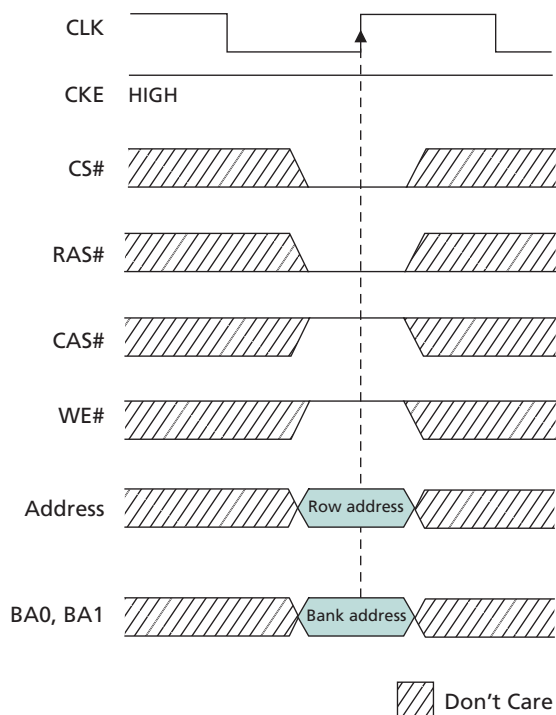 CLK
CKE HIGH
CS#
RAS#
CAS#
WE#
Address Row address
BA0, BA1 Bank address
Don't Care